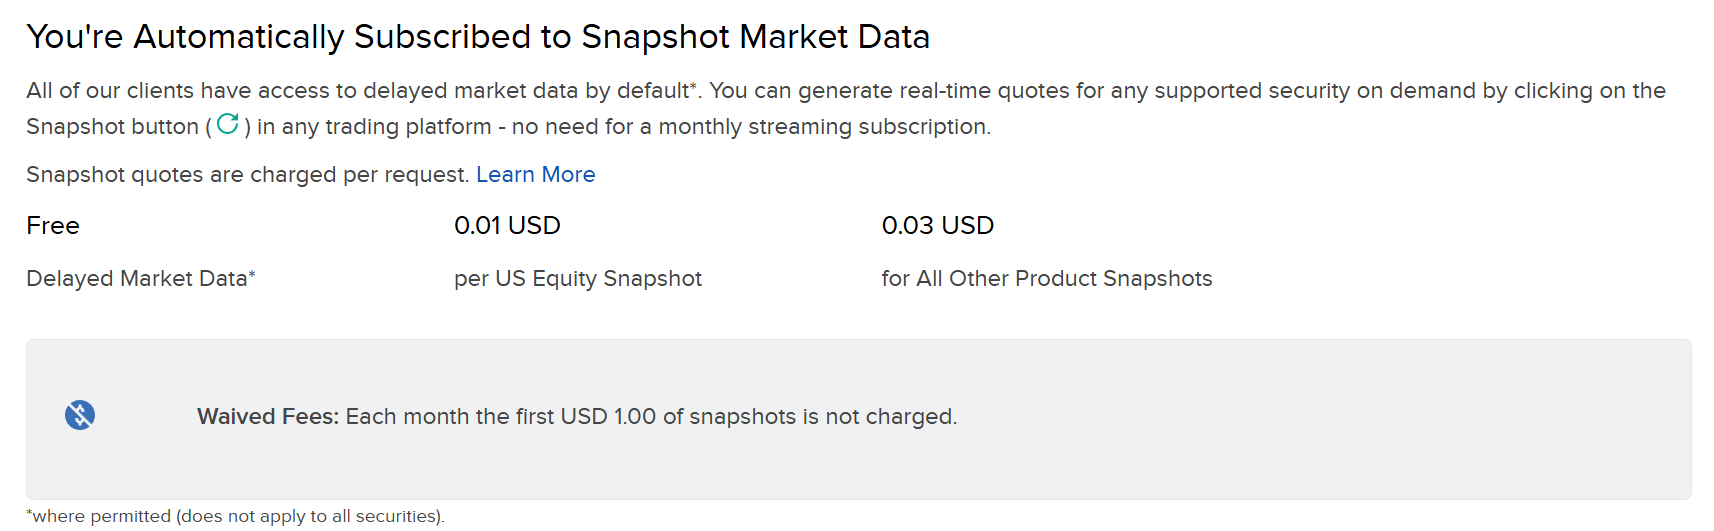 You're Automatically Subscribed to Snapshot Market Data
All of our clients have access to delayed market data by default*. You can generate real-time quotes for any supported security on demand by clicking on the
Snapshot button ( ) in any trading platform - no need for a monthly streaming subscription.
Snapshot quotes are charged per request. Learn More
Free 0.01 USD 0.03 USD
Delayed Market Data* per US Equity Snapshot for All Other Product Snapshots
Waived Fees: Each month the first USD 1.00 of snapshots is not charged.
*where permitted (does not apply to all securities).